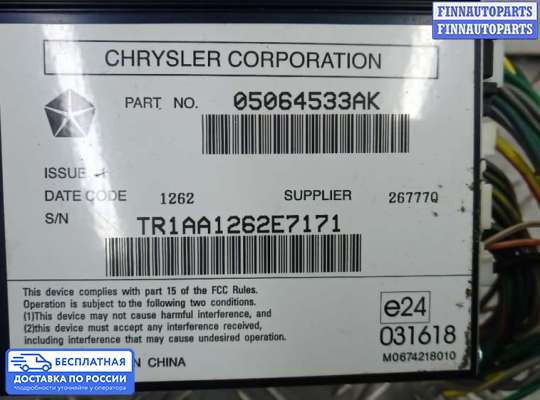 FINNAUTOPARTS
FINNAUTOPARTS
CHRYSLER CORPORATION
PART NO. 05064533AK
ISSUE
DATE CODE 1262 SUPPLIER 26777Q
S/N TR1AA1262E7171
This device complies with part 15 of the FCC Rules.
Operation is subject to the following two conditions.
(1)This device may not cause harmful interference, and
(2)this device must accept any interference received,
including interference that may cause undesired operation.
e24
031618
M0674218010
CHINA
БЕСПЛАТНАЯ
ДОСТАВКА ПО РОССИИ